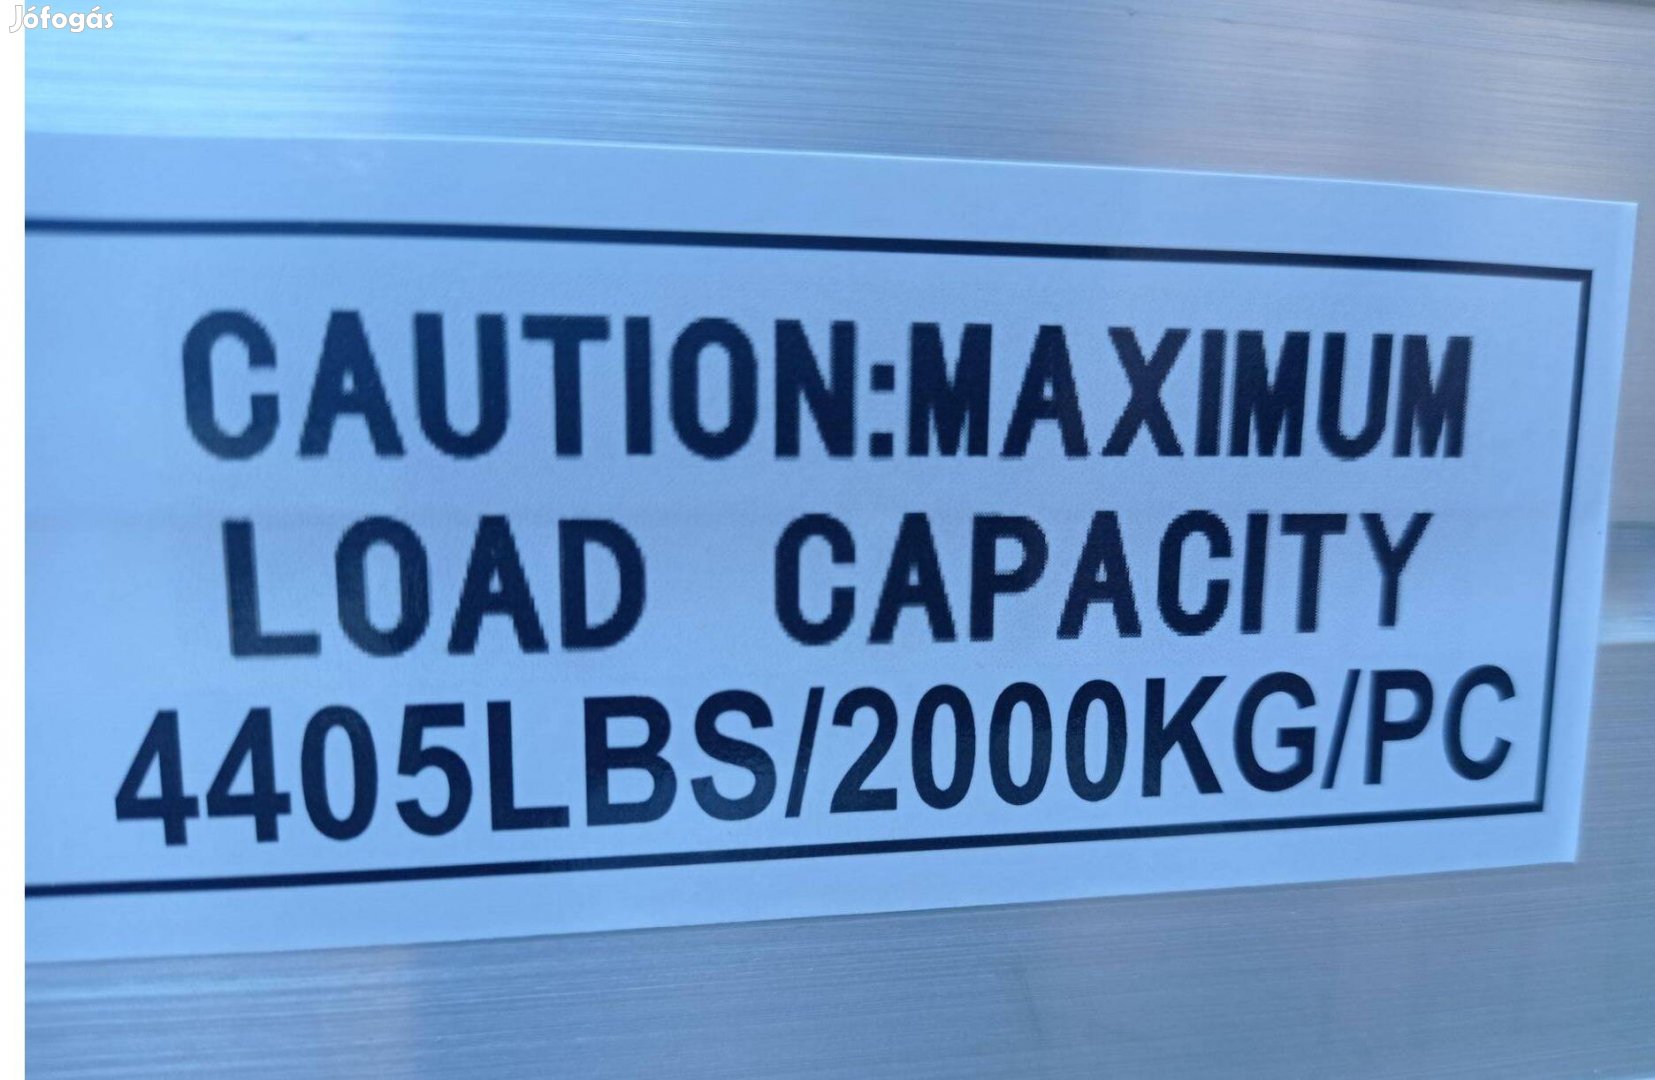 Jófogás
CAUTION:MAXIMUM
LOAD CAPACITY
4405LBS/2000KG/PC